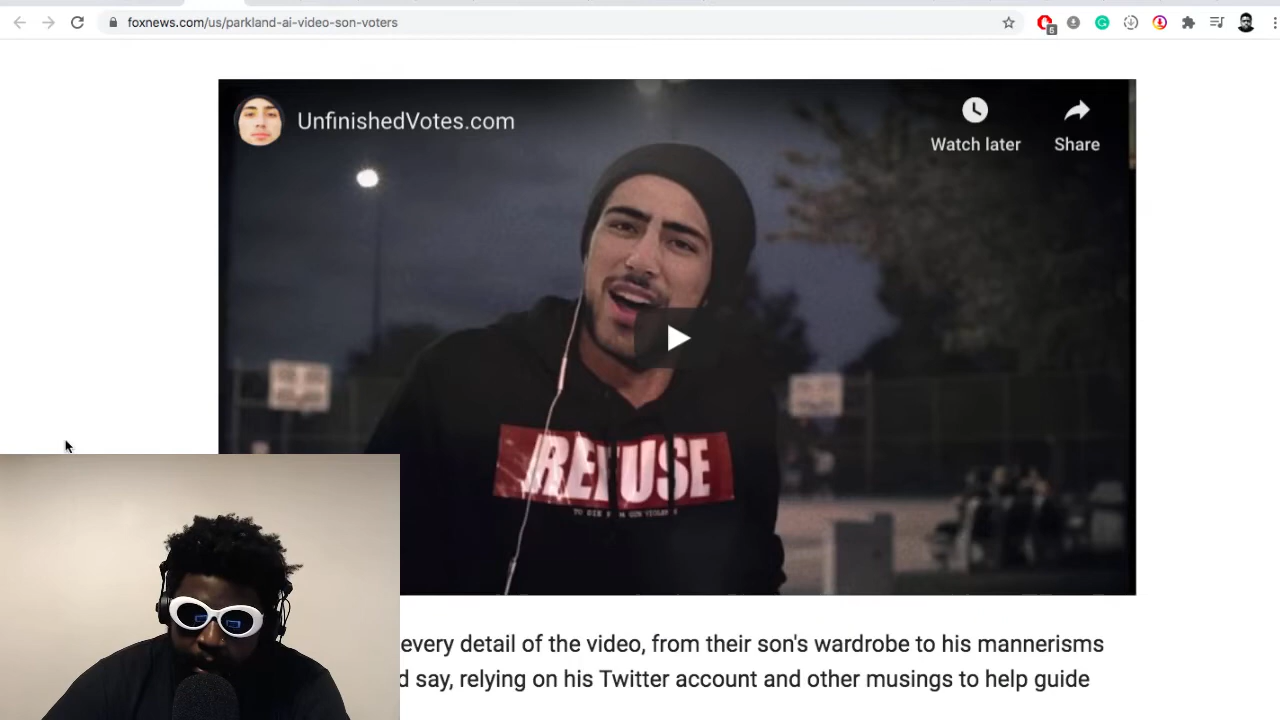 foxnews.com/us/parkland-ai-video-son-voters
5
UnfinishedVotes.com
Watch later
Share
REFUSE
every detail of the video, from their son's wardrobe to his mannerisms
say, relying on his Twitter account and other musings to help guide